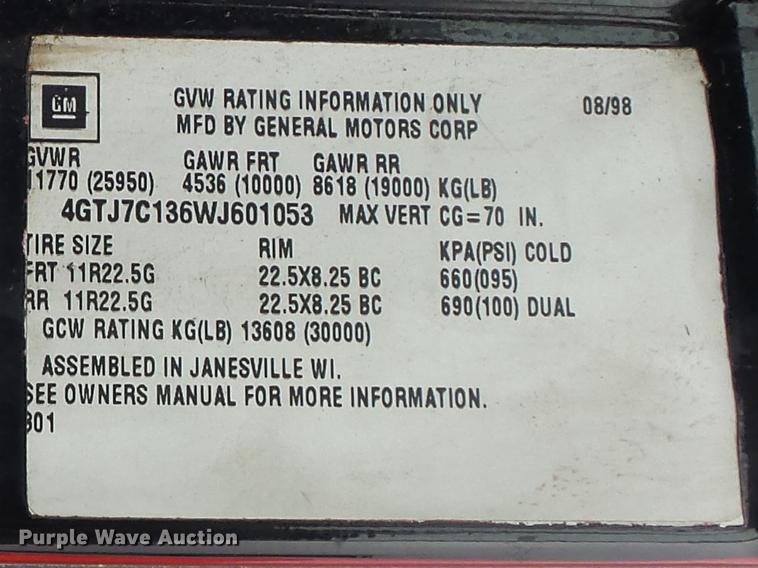 GM
GVW RATING INFORMATION ONLY 08/98
MFD BY GENERAL MOTORS CORP
GVWR GAWR FRT GAWR RR
11770 (25950) 4536 (10000) 8618 (19000) KG(LB)
4GTJ7C136WJ601053 MAX VERT CG=70 IN.
TIRE SIZE RIM KPA(PSI) COLD
FRT 11R22.5G 22.5X8.25 BC 660(095)
RR 11R22.5G 22.5X8.25 BC 690(100) DUAL
GCW RATING KG(LB) 13608 (30000)
ASSEMBLED IN JANESVILLE WI.
SEE OWNERS MANUAL FOR MORE INFORMATION.
801
Purple Wave Auction